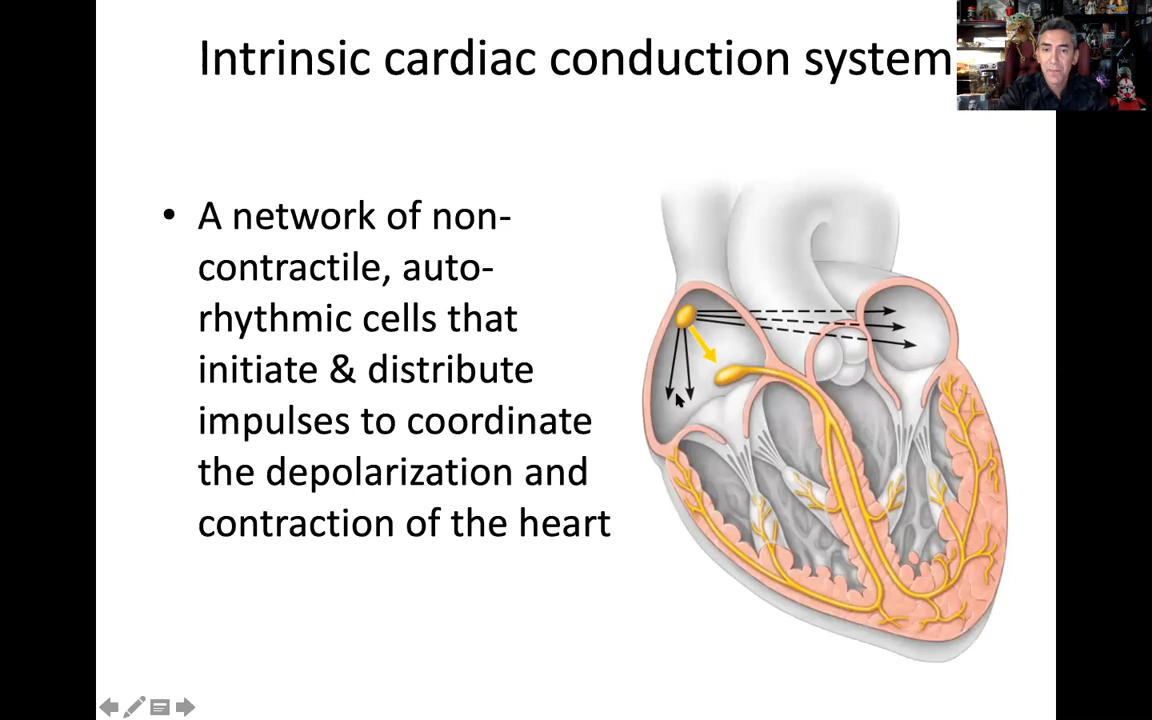 Intrinsic cardiac conduction system
• A network of non-
contractile, auto-
rhythmic cells that
initiate & distribute
impulses to coordinate
the depolarization and
contraction of the heart